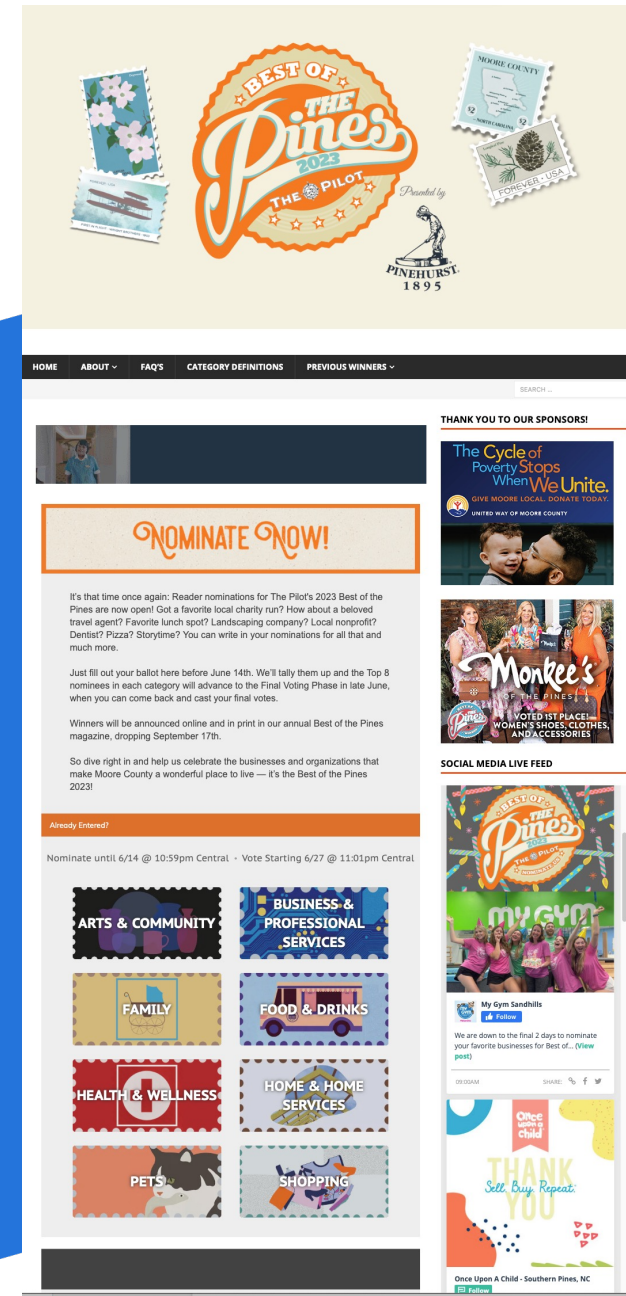 BEST OF
THE
Pines
2023
THE PILOT
MOORE COUNTY
$2
NORTH CAROLINA
$2
FOREVER • USA
Presented by
PINEHURST.
1895
HOME
ABOUT
FAQ'S
CATEGORY DEFINITIONS
PREVIOUS WINNERS
SEARCH ...
NOMINATE NOW!
It's that time once again: Reader nominations for The Pilot's 2023 Best of the
Pines are now open! Got a favorite local charity run? How about a beloved
travel agent? Favorite lunch spot? Landscaping company? Local nonprofit?
Dentist? Pizza? Storytime? You can write in your nominations for all that and
much more.
Just fill out your ballot here before June 14th. We'll tally them up and the Top 8
nominees in each category will advance to the Final Voting Phase in late June,
when you can come back and cast your final votes.
Winners will be announced online and in print in our annual Best of the Pines
magazine, dropping September 17th.
So dive right in and help us celebrate the businesses and organizations that
make Moore County a wonderful place to live — it's the Best of the Pines
2023!
Already Entered?
Nominate until 6/14 @ 10:59pm Central • Vote Starting 6/27 @ 11:01pm Central
ARTS & COMMUNITY
BUSINESS &
PROFESSIONAL
SERVICES
FAMILY
FOOD & DRINKS
HEALTH & WELLNESS
HOME & HOME
SERVICES
PETS
SHOPPING
THANK YOU TO OUR SPONSORS!
The Cycle of
Poverty Stops
When We Unite.
GIVE MOORE LOCAL. DONATE TODAY.
UNITED WAY OF MOORE COUNTY
Monkee's
OF THE PINES
VOTED 1ST PLACE!
WOMEN'S SHOES, CLOTHES,
AND ACCESSORIES
SOCIAL MEDIA LIVE FEED
BEST OF
THE
Pines
2023
THE PILOT
MY GYM
My Gym Sandhills
Follow
We are down to the final 2 days to nominate
your favorite businesses for Best of... (View
post)
09:00AM
SHARE:
Once
upon a
child
THANK
Sell. Buy. Repeat.
YOU
Once Upon A Child - Southern Pines, NC
Follow